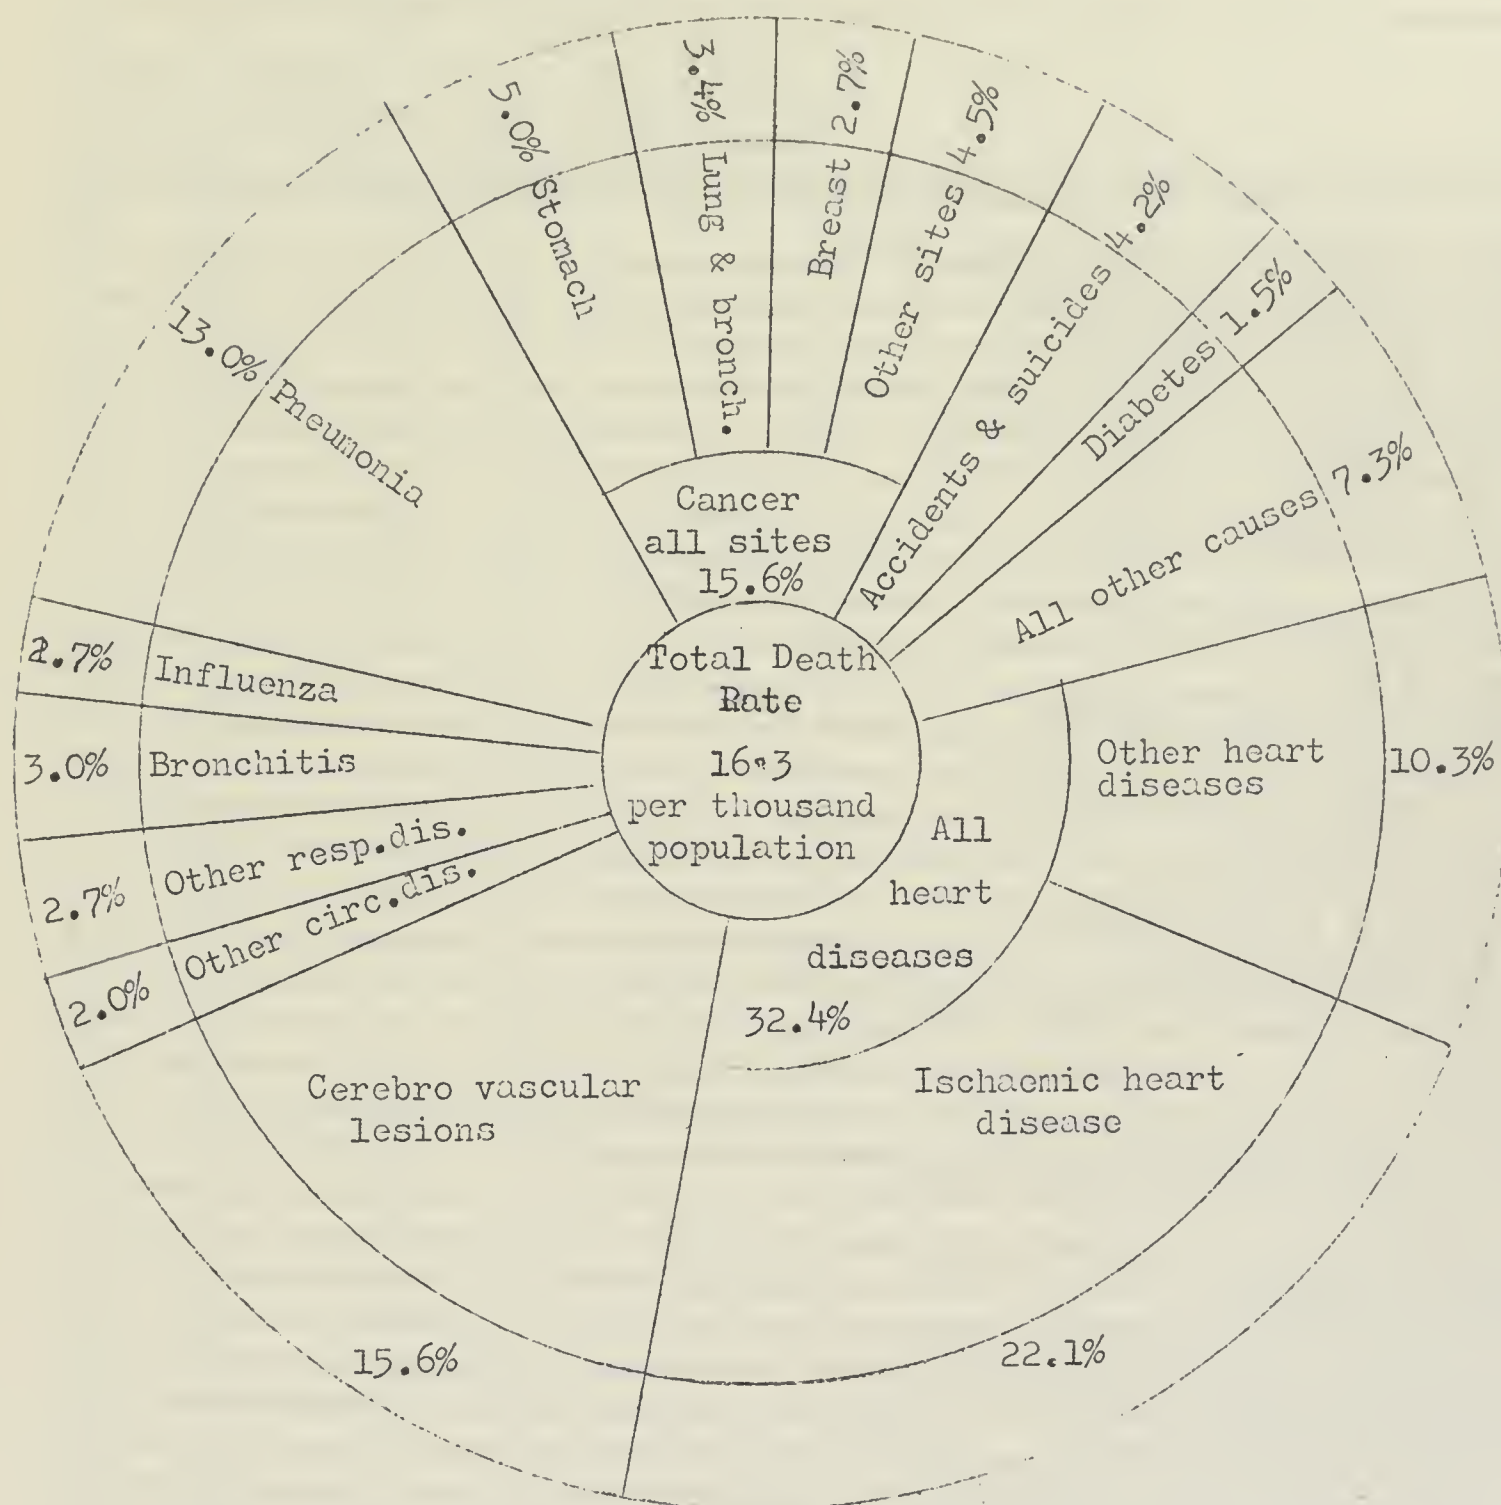 5.0% Stomach
3.4% Lung & bronch.
Breast 2.7%
Other sites 4.5%
Accidents & suicides 4.2%
Diabetes 1.5%
All other causes 7.3%
Cancer
all sites
15.6%
13.0% Pneumonia
2.7% Influenza
3.0% Bronchitis
2.7% Other resp.dis.
2.0% Other circ.dis.
Total Death
Rate
16.3
per thousand
population
Other heart
diseases
10.3%
All
heart
diseases
32.4%
Cerebro vascular
lesions
15.6%
Ischaemic heart
disease
22.1%